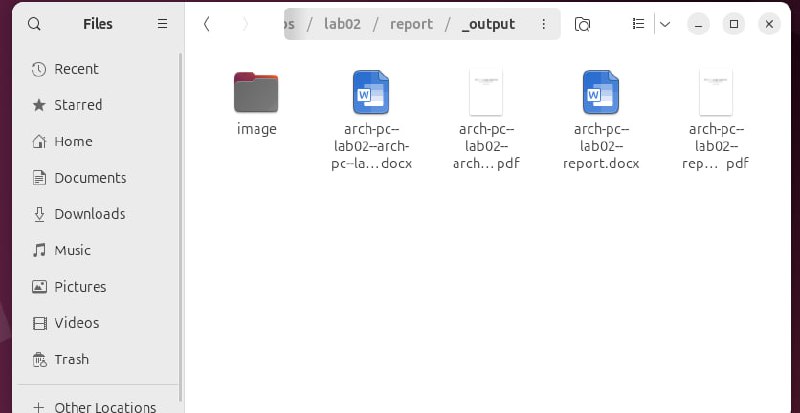 Files
os / lab02 / report / _output
Recent
Starred
Home
Documents
Downloads
Music
Pictures
Videos
Trash
Other Locations
image
arch-pc--
lab02--arch-
pc--la...docx
arch-pc--
lab02--
arch... pdf
arch-pc--
lab02--
report.docx
arch-pc--
lab02--
rep... pdf